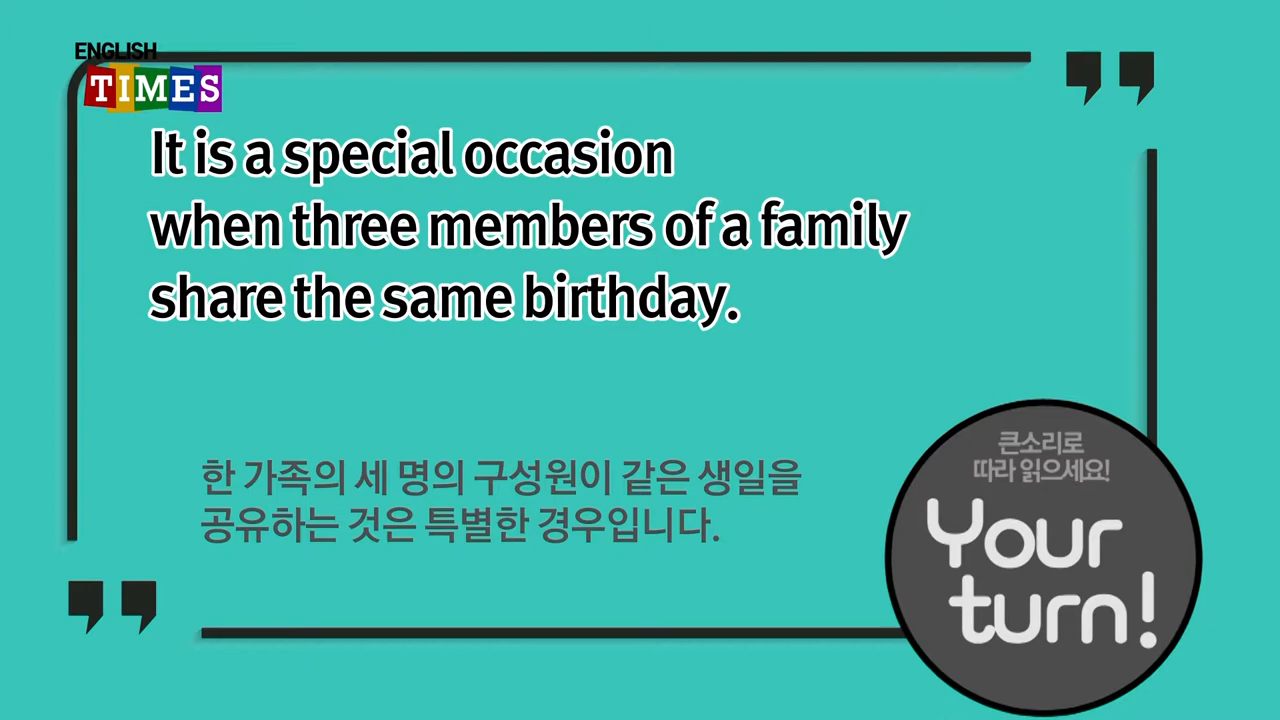 ENGLISH
TIMES
It is a special occasion
when three members of a family
share the same birthday.
한 가족의 세 명의 구성원이 같은 생일을
공유하는 것은 특별한 경우입니다.
큰소리로
따라 읽으세요!
Your
turn!